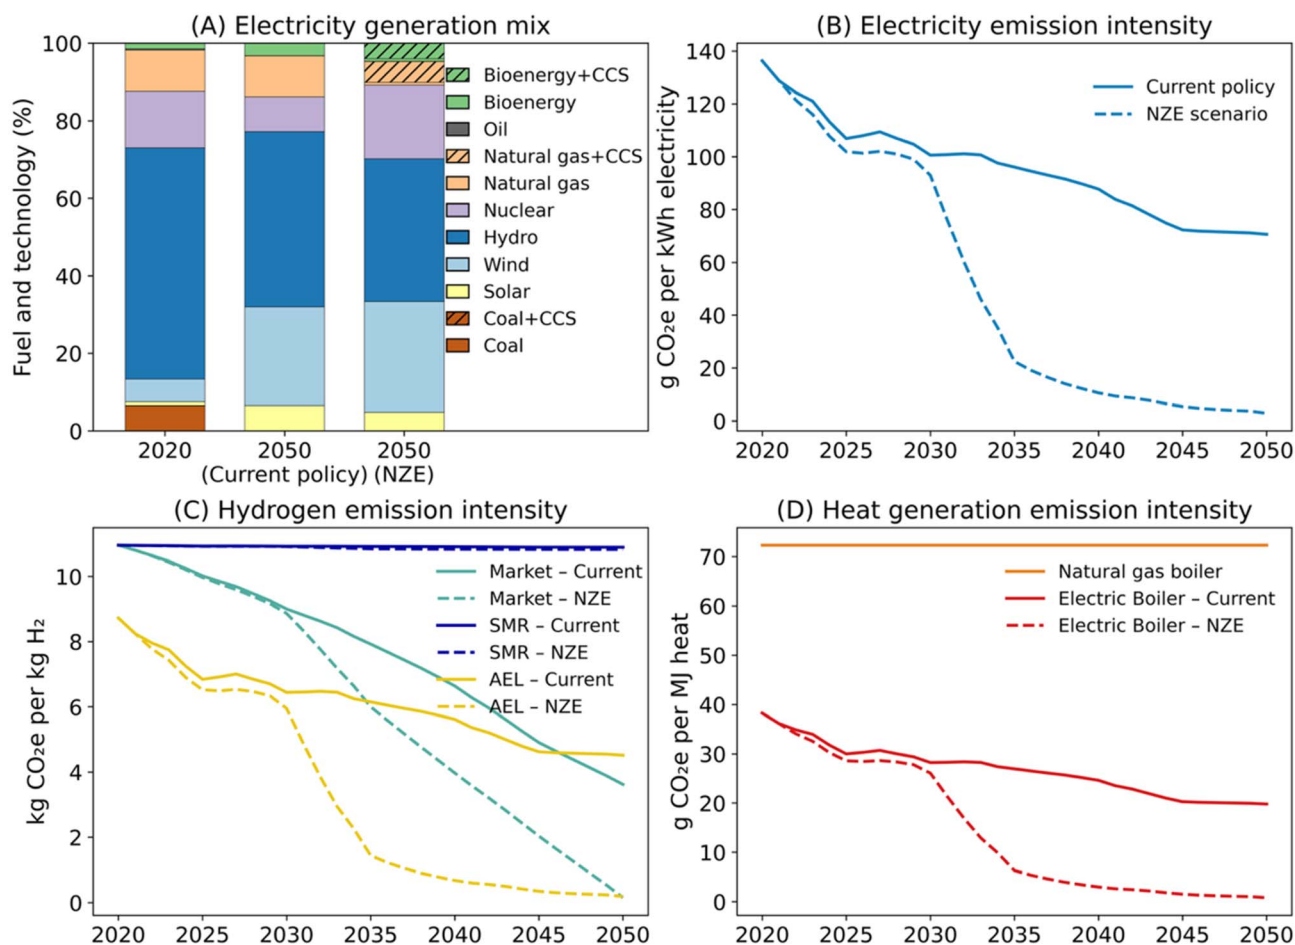 (A) Electricity generation mix
Fuel and technology (%)
100
80
60
40
20
0
Bioenergy+CCS
Bioenergy
Oil
Natural gas+CCS
Natural gas
Nuclear
Hydro
Wind
Solar
Coal+CCS
Coal
2020 2050 2050
(Current policy) (NZE)
(B) Electricity emission intensity
g CO₂e per kWh electricity
140
120
100
80
60
40
20
0
Current policy
NZE scenario
2020 2025 2030 2035 2040 2045 2050
(C) Hydrogen emission intensity
kg CO₂e per kg H₂
10
8
6
4
2
0
Market – Current
Market – NZE
SMR – Current
SMR – NZE
AEL – Current
AEL – NZE
2020 2025 2030 2035 2040 2045 2050
(D) Heat generation emission intensity
g CO₂e per MJ heat
70
60
50
40
30
20
10
0
Natural gas boiler
Electric Boiler – Current
Electric Boiler – NZE
2020 2025 2030 2035 2040 2045 2050